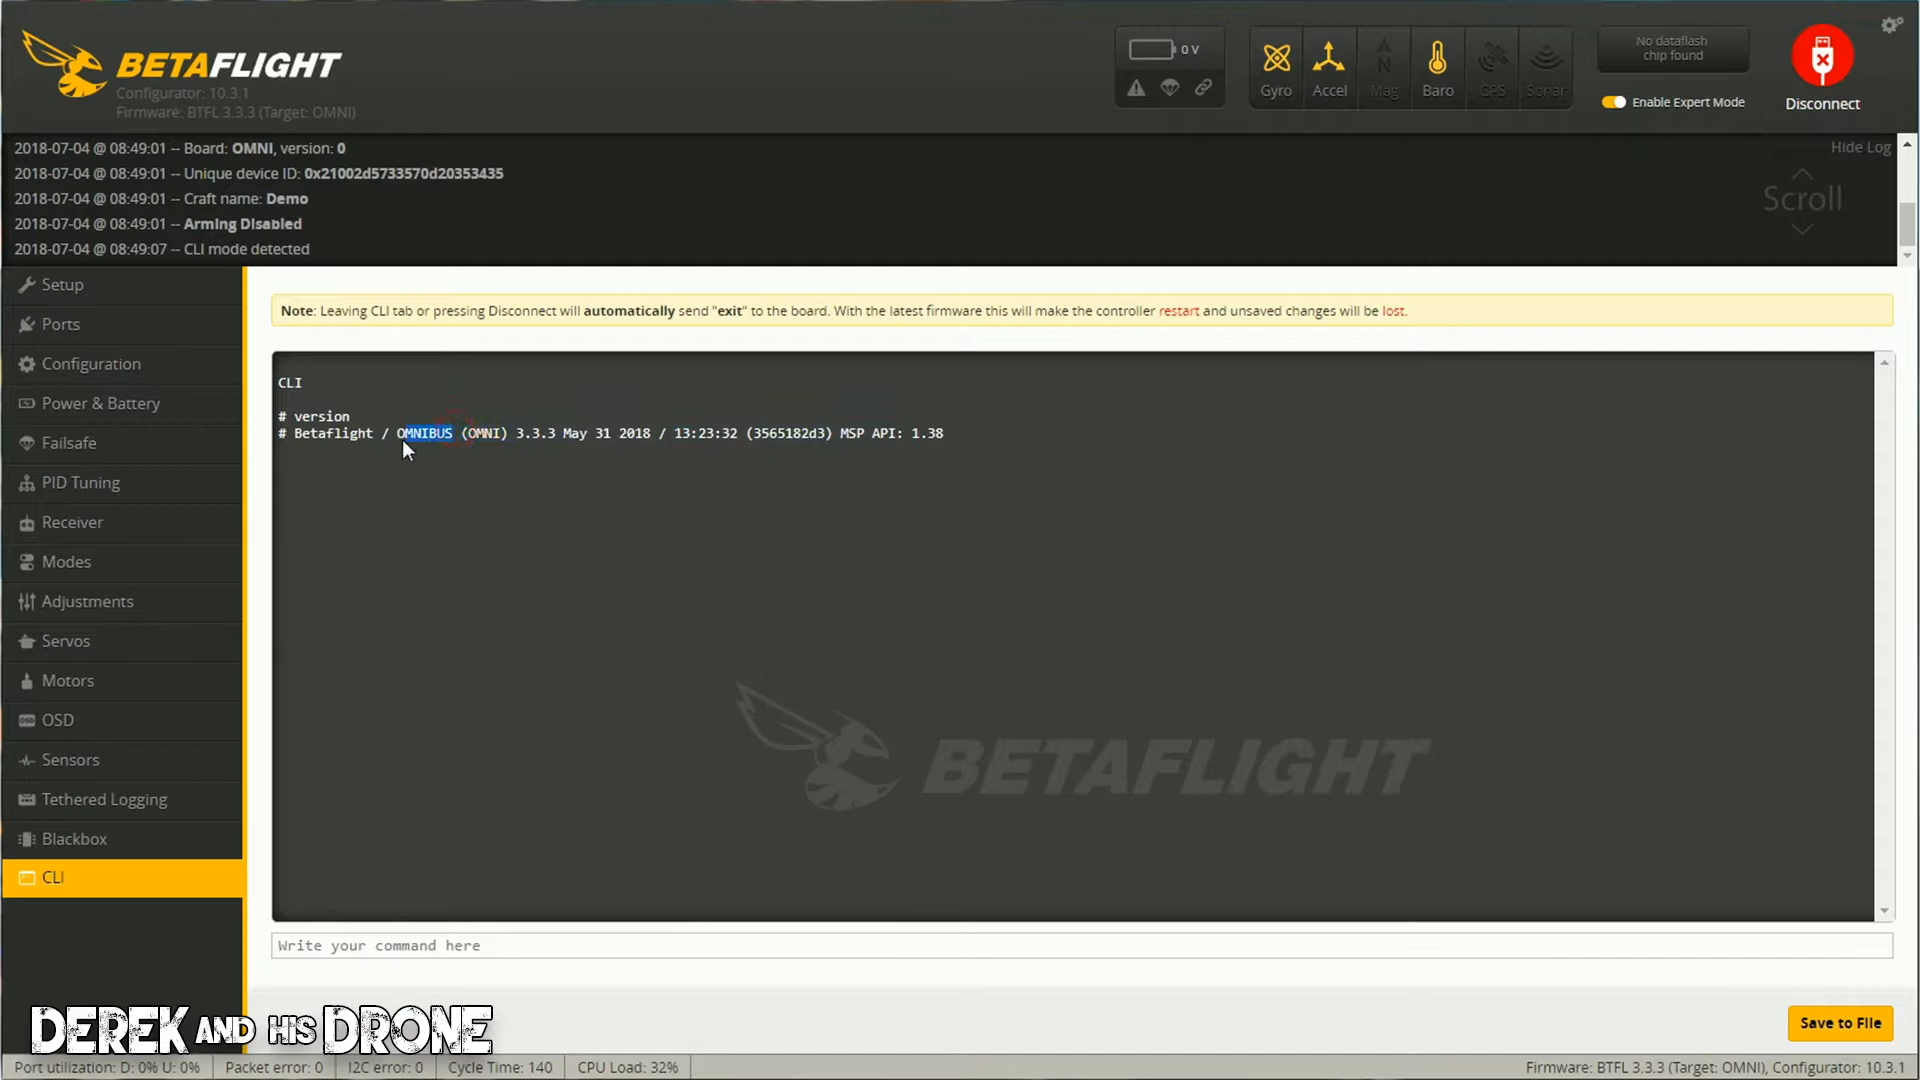 BETAFLIGHT
Configurator: 10.3.1
Firmware: BTFL 3.3.3 (Target: OMNI)
0 V
Gyro
Accel
Mag
Baro
GPS
Sonar
No dataflash
chip found
Enable Expert Mode
Disconnect
2018-07-04 @ 08:49:01 -- Board: OMNI, version: 0
2018-07-04 @ 08:49:01 -- Unique device ID: 0x21002d5733570d20353435
2018-07-04 @ 08:49:01 -- Craft name: Demo
2018-07-04 @ 08:49:01 -- Arming Disabled
2018-07-04 @ 08:49:07 -- CLI mode detected
Hide Log
Scroll
Setup
Ports
Configuration
Power & Battery
Failsafe
PID Tuning
Receiver
Modes
Adjustments
Servos
Motors
OSD
Sensors
Tethered Logging
Blackbox
CLI
Note: Leaving CLI tab or pressing Disconnect will automatically send "exit" to the board. With the latest firmware this will make the controller restart and unsaved changes will be lost.
CLI
# version
# Betaflight / OMNIBUS (OMNI) 3.3.3 May 31 2018 / 13:23:32 (3565182d3) MSP API: 1.38
BETAFLIGHT
Write your command here
Save to File
DEREK AND HIS DRONE
Port utilization: D: 0% U: 0%
Packet error: 0
I2C error: 0
Cycle Time: 140
CPU Load: 32%
Firmware: BTFL 3.3.3 (Target: OMNI), Configurator: 10.3.1